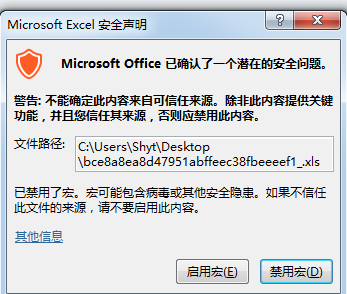 Microsoft Excel 安全声明
Microsoft Office 已确认了一个潜在的安全问题。
警告: 不能确定此内容来自可信任来源。除非此内容提供关键
功能，并且您信任其来源，否则应禁用此内容。
文件路径: C:\Users\Shyt\Desktop
\bce8a8ea8d47951abffeec38fbeeeef1_.xls
已禁用了宏。宏可能包含病毒或其他安全隐患。如果不信任
此文件的来源，请不要启用此内容。
其他信息
启用宏(E) 禁用宏(D)